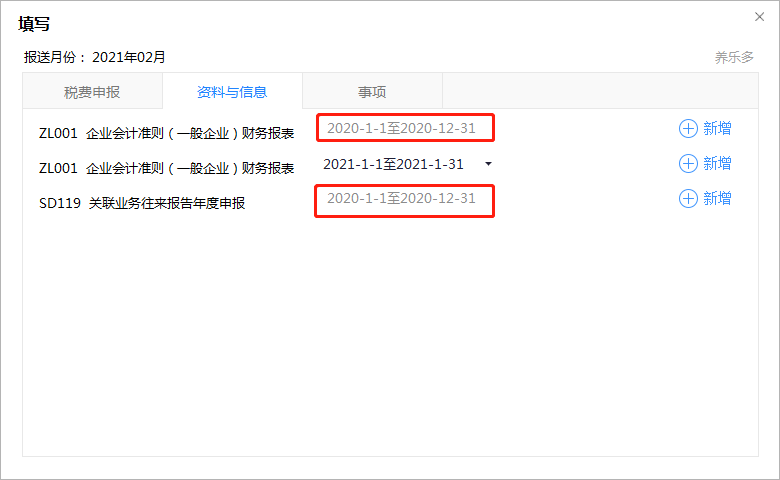 填写
报送月份： 2021年02月
养乐多
税费申报 资料与信息 事项
ZL001 企业会计准则（一般企业）财务报表 2020-1-1至2020-12-31 新增
ZL001 企业会计准则（一般企业）财务报表 2021-1-1至2021-1-31 新增
SD119 关联业务往来报告年度申报 2020-1-1至2020-12-31 新增